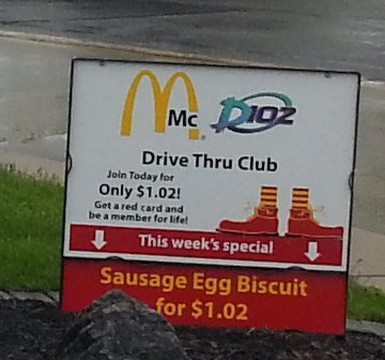 Mc D102
Drive Thru Club
Join Today for
Only $1.02!
Get a red card and
be a member for life!
This week's special
Sausage Egg Biscuit
for $1.02